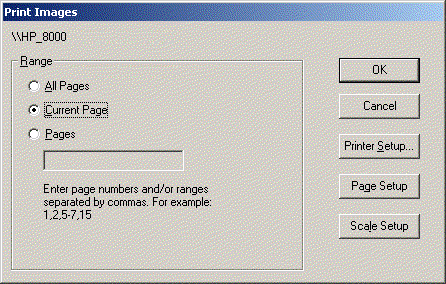 Print Images
\\HP_8000
Range
All Pages
Current Page
Pages
Enter page numbers and/or ranges
separated by commas. For example:
1,2,5-7,15
OK
Cancel
Printer Setup...
Page Setup
Scale Setup